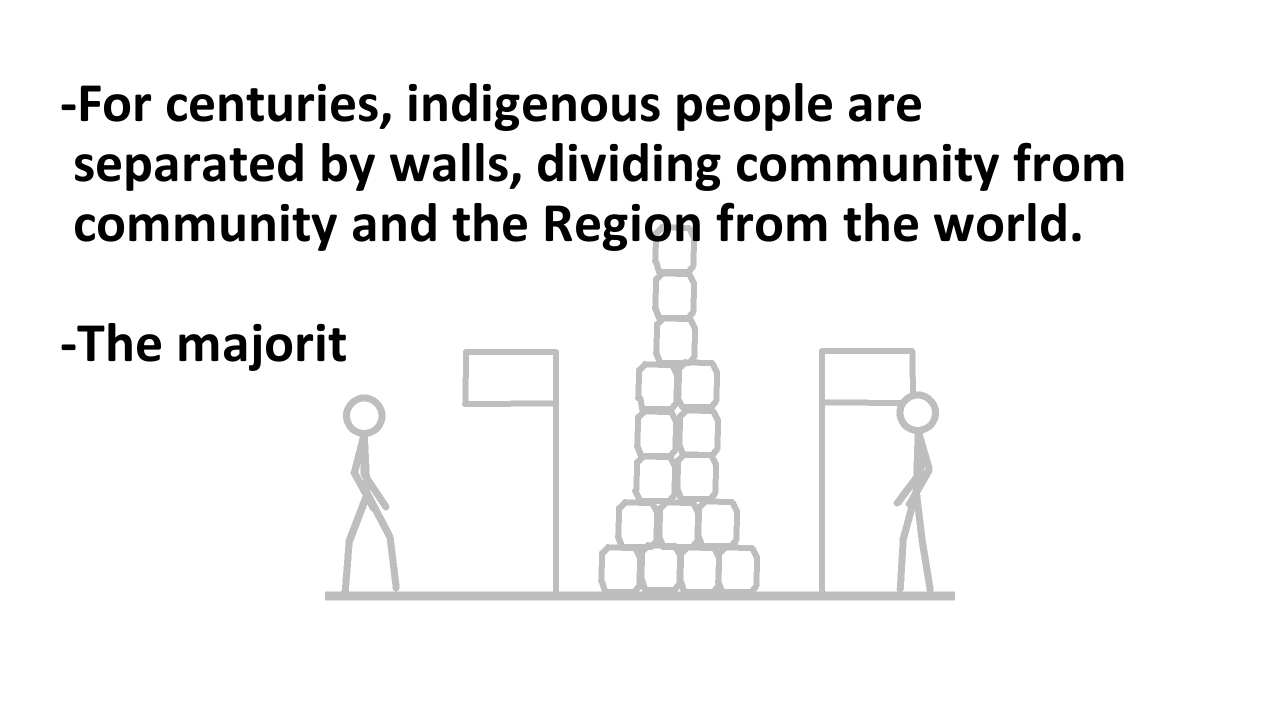 -For centuries, indigenous people are
separated by walls, dividing community from
community and the Region from the world.
-The majorit